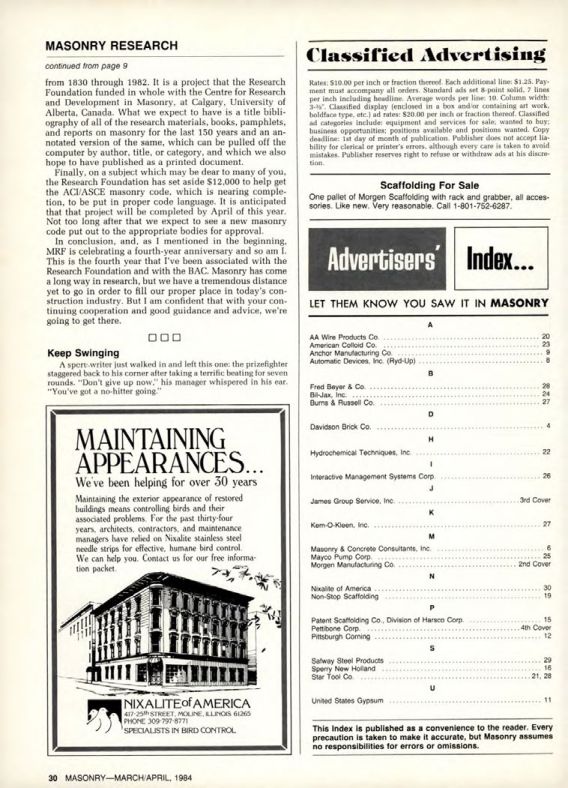 MASONRY RESEARCH
continued from page 9
from 1830 through 1982. It is a project that the Research
Foundation funded in whole with the Centre for Research
and Development in Masonry, at Calgary, University of
Alberta, Canada. What we expect to have is a title bibli-
ography of all of the research materials, books, pamphlets,
and reports on masonry for the last 150 years and an an-
notated version of the same, which can be pulled off the
computer by author, title, or category, and which we also
hope to have published as a printed document.
Finally, on a subject which may be dear to many of you,
the Research Foundation has set aside $12,000 to help get
the ACI/ASCE masonry code, which is nearing comple-
tion, to be put in proper code language. It is anticipated
that that project will be completed by April of this year.
Not too long after that we expect to see a new masonry
code put out to the appropriate bodies for approval.
In conclusion, and, as I mentioned in the beginning,
MRF is celebrating a fourth-year anniversary and so am I.
This is the fourth year that I've been associated with the
Research Foundation and with the BAC. Masonry has come
a long way in research, but we have a tremendous distance
yet to go in order to fill our proper place in today's con-
struction industry. But I am confident that with your con-
tinuing cooperation and good guidance and advice, we're
going to get there.
Keep Swinging
A sports-writer just walked in and left this one: the prizefighter
staggered back to his corner after taking a terrific beating for seven
rounds. "Don't give up now," his manager whispered in his ear.
"You've got a no-hitter going."
MAINTAINING
APPEARANCES...
We've been helping for over 30 years
Maintaining the exterior appearance of restored
buildings means controlling birds and their
associated problems. For the past thirty-four
years, architects, contractors, and maintenance
managers have relied on Nixalite stainless steel
needle strips for effective, humane bird control.
We can help you. Contact us for our free informa-
tion packet.
NIXALITE of AMERICA
417-25th STREET, MOLINE, ILLINOIS 61265
PHONE 309-797-8771
SPECIALISTS IN BIRD CONTROL
Classified Advertising
Rates: $10.00 per inch or fraction thereof. Each additional line: $1.25. Pay-
ment must accompany all orders. Standard ads set 8-point solid, 7 lines
per inch including headline. Average words per line: 10. Column width:
3-3/8". Classified display (enclosed in a box and/or containing art work,
boldface type, etc.) ad rates: $20.00 per inch or fraction thereof. Classified
ad categories include: equipment and services for sale, wanted to buy;
business opportunities; positions available and positions wanted. Copy
deadline: 1st day of month of publication. Publisher does not accept lia-
bility for clerical or printer's errors, although every care is taken to avoid
mistakes. Publisher reserves right to refuse or withdraw ads at his discre-
tion.
Scaffolding For Sale
One pallet of Morgen Scaffolding with rack and grabber, all acces-
sories. Like new. Very reasonable. Call 1-801-752-6287.
Advertisers' Index...
LET THEM KNOW YOU SAW IT IN MASONRY
A
AA Wire Products Co. 20
American Colloid Co. 23
Anchor Manufacturing Co. 9
Automatic Devices, Inc. (Ryd-Up) 8
B
Fred Beyer & Co. 28
Bil-Jax, Inc. 24
Burns & Russell Co. 27
D
Davidson Brick Co. 4
H
Hydrochemical Techniques, Inc. 22
I
Interactive Management Systems Corp. 26
J
James Group Service, Inc. 3rd Cover
K
Kem-O-Kleen, Inc. 27
M
Masonry & Concrete Consultants, Inc. 6
Mayco Pump Corp. 25
Morgen Manufacturing Co. 2nd Cover
N
Nixalite of America 30
Non-Stop Scaffolding 19
P
Patent Scaffolding Co., Division of Harsco Corp. 15
Pettibone Corp. 4th Cover
Pittsburgh Corning 12
S
Safway Steel Products 29
Sperry New Holland 16
Star Tool Co. 21, 28
U
United States Gypsum 11
This Index is published as a convenience to the reader. Every
precaution is taken to make it accurate, but Masonry assumes
no responsibilities for errors or omissions.
30 MASONRY—MARCH/APRIL, 1984